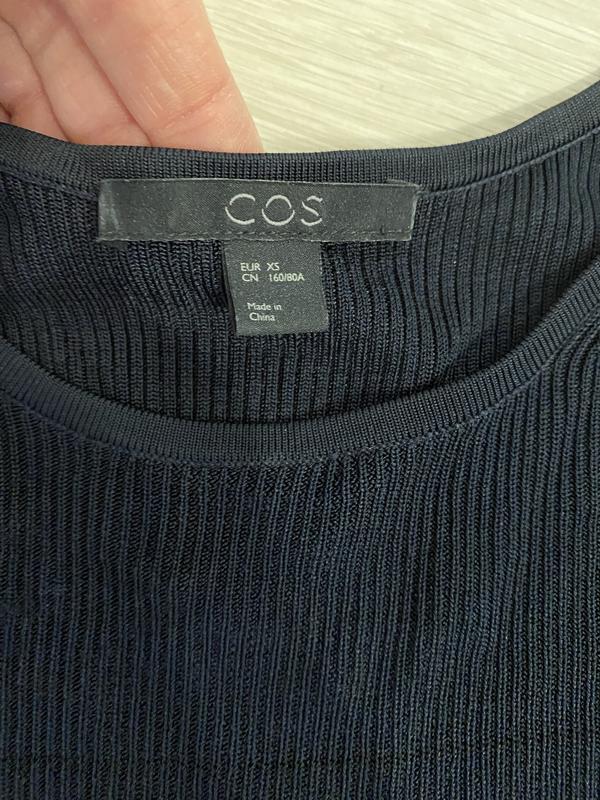 COS
EUR XS
CN 160/80A
Made in
China